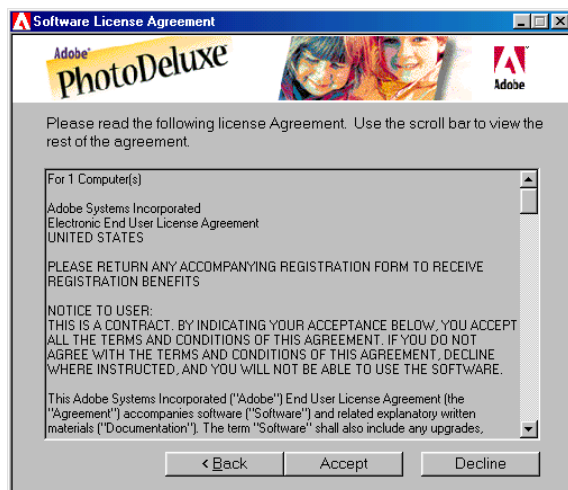 Software License Agreement
Adobe
PhotoDeluxe
Adobe
Please read the following license Agreement. Use the scroll bar to view the
rest of the agreement.
For 1 Computer(s)
Adobe Systems Incorporated
Electronic End User License Agreement
UNITED STATES
PLEASE RETURN ANY ACCOMPANYING REGISTRATION FORM TO RECEIVE
REGISTRATION BENEFITS
NOTICE TO USER:
THIS IS A CONTRACT. BY INDICATING YOUR ACCEPTANCE BELOW, YOU ACCEPT
ALL THE TERMS AND CONDITIONS OF THIS AGREEMENT. IF YOU DO NOT
AGREE WITH THE TERMS AND CONDITIONS OF THIS AGREEMENT, DECLINE
WHERE INSTRUCTED, AND YOU WILL NOT BE ABLE TO USE THE SOFTWARE.
This Adobe Systems Incorporated ("Adobe") End User License Agreement (the
"Agreement") accompanies software ("Software") and related explanatory written
materials ("Documentation"). The term "Software" shall also include any upgrades,
< Back
Accept
Decline